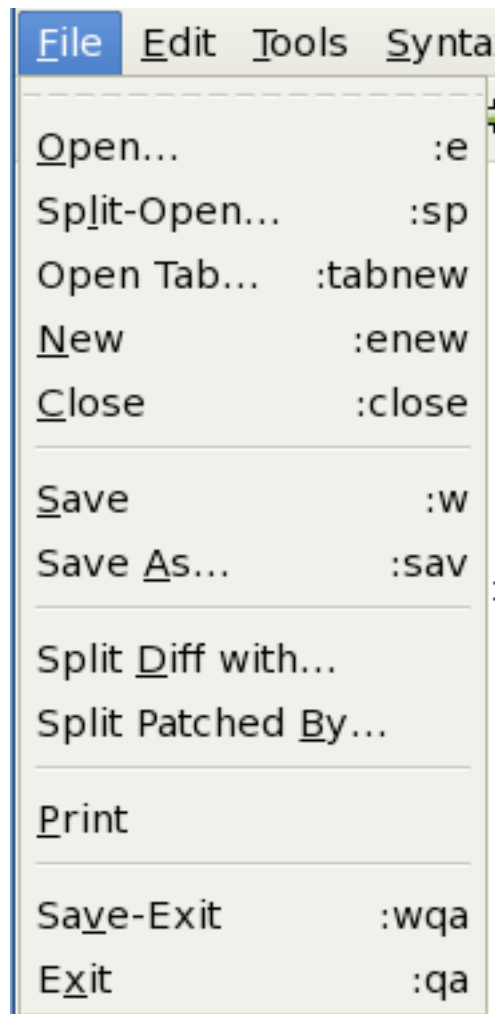 File Edit Tools Synta
Open... :e
Split-Open... :sp
Open Tab... :tabnew
New :enew
Close :close
Save :w
Save As... :sav
Split Diff with...
Split Patched By...
Print
Save-Exit :wqa
Exit :qa